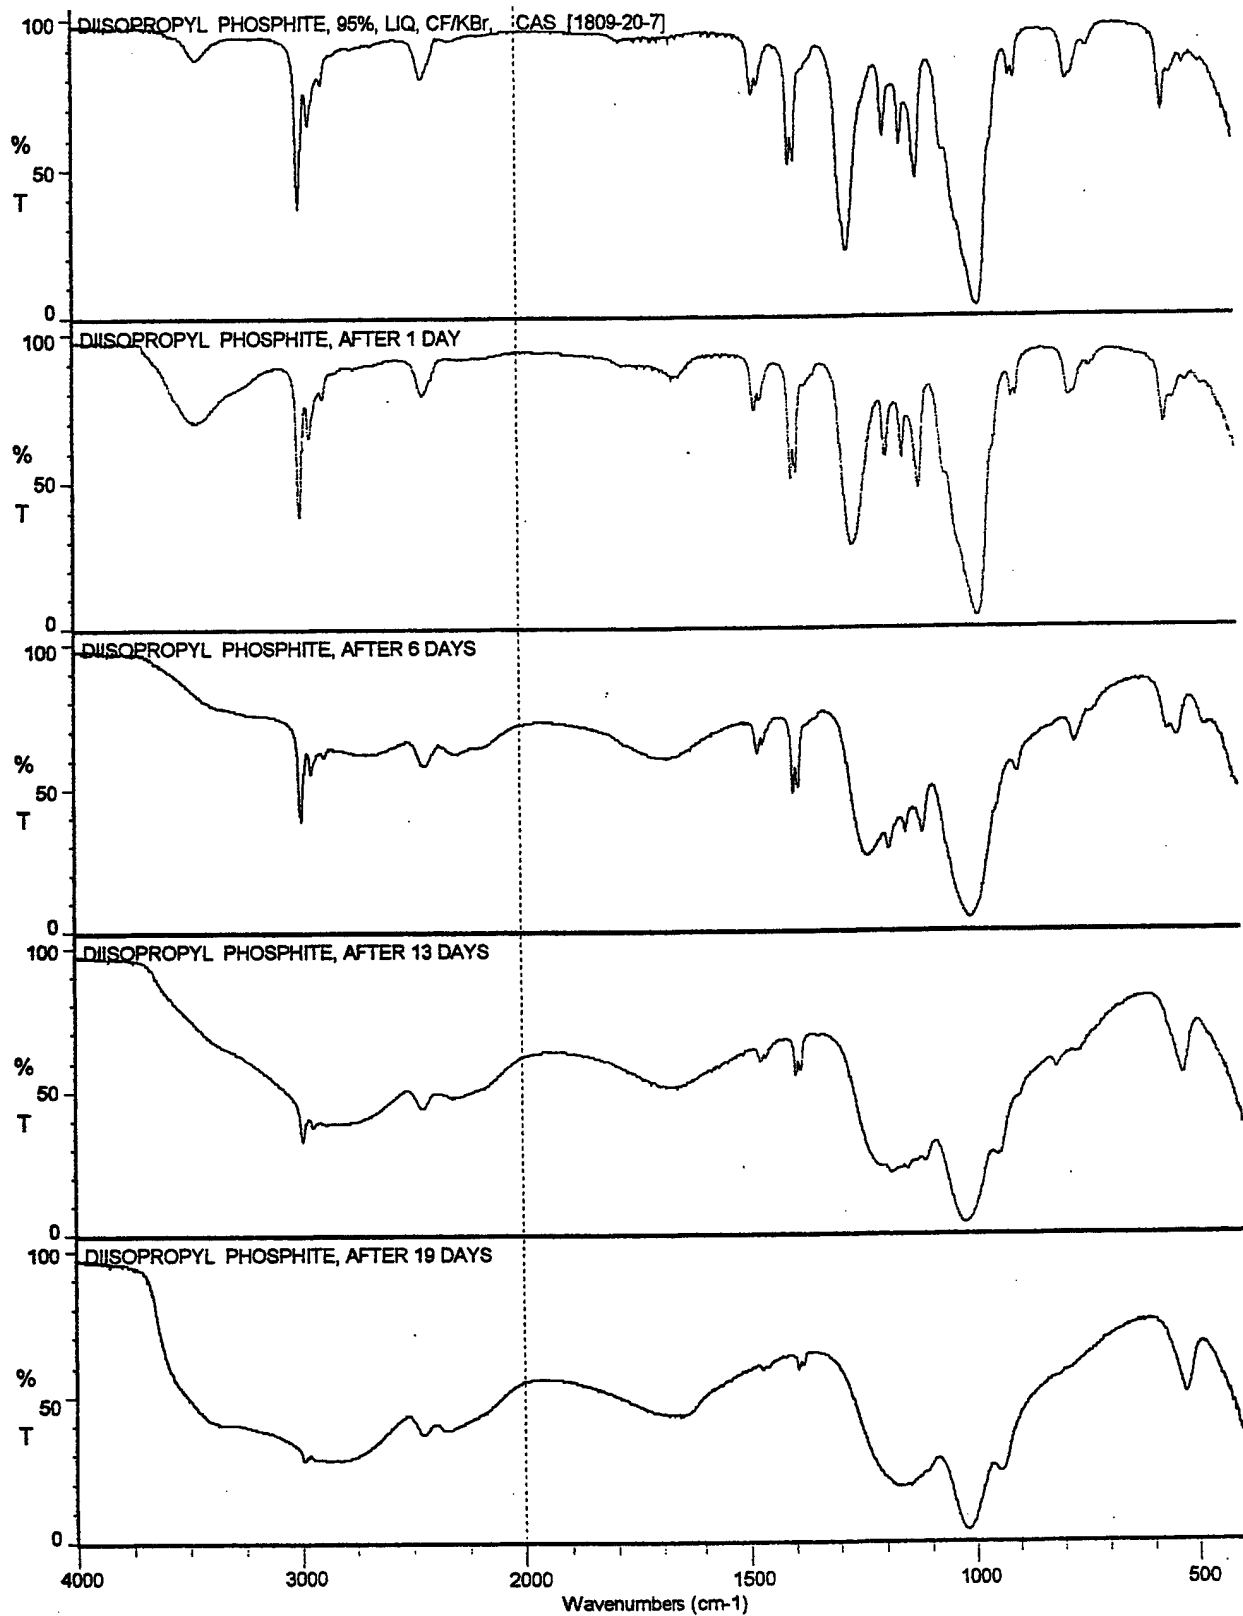 DIISOPROPYL PHOSPHITE, 95%, LIQ, CF/KBr, CAS [1809-20-7]
100
%
50
T
0
DIISOPROPYL PHOSPHITE, AFTER 1 DAY
100
%
50
T
0
DIISOPROPYL PHOSPHITE, AFTER 6 DAYS
100
%
50
T
0
DIISOPROPYL PHOSPHITE, AFTER 13 DAYS
100
%
50
T
0
DIISOPROPYL PHOSPHITE, AFTER 19 DAYS
100
%
50
T
0
4000 3000 2000 1500 1000 500
Wavenumbers (cm-1)